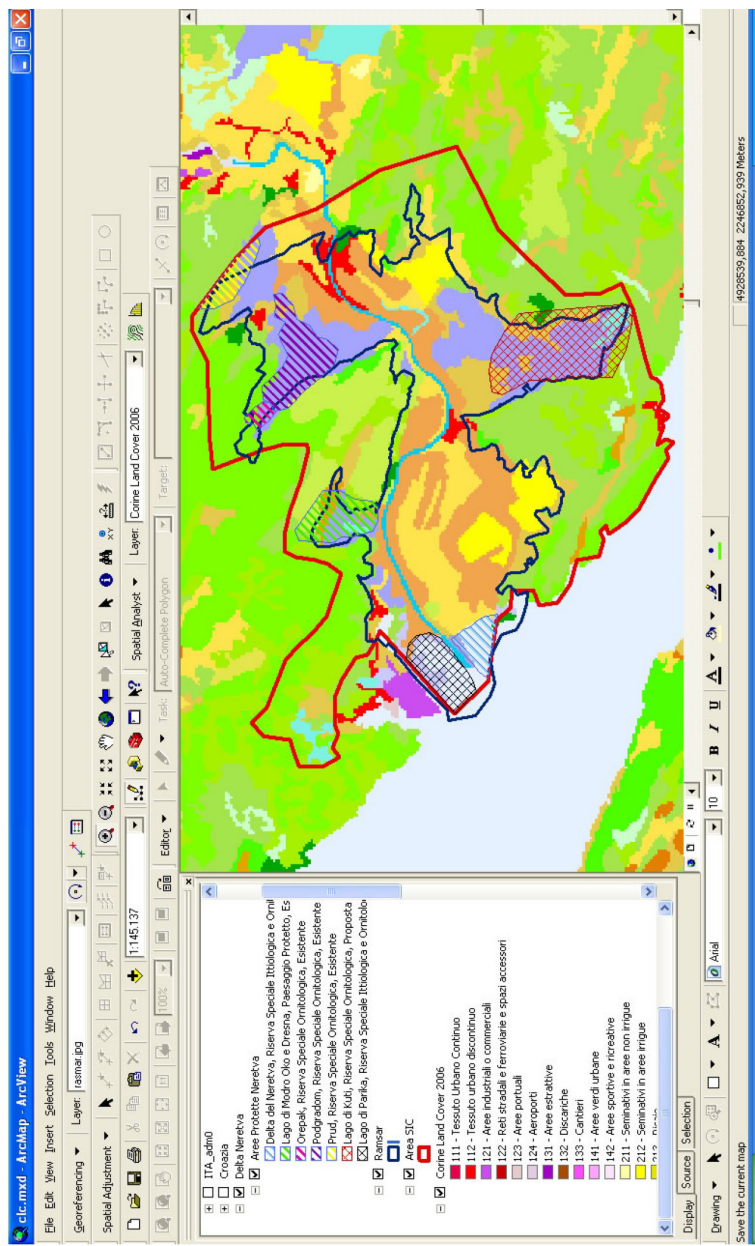 clc.mxd - ArcMap - ArcView
File Edit View Insert Selection Tools Window Help
Georeferencing Layer: rasmar.jpg
Spatial Adjustment
1:145.137 Spatial Analyst Layer: Corine Land Cover 2006
100% Editor Task: Auto-Complete Polygon Target:
ITA_adm0
Croazia
Delta Neretva
Aree Protette Neretva
Delta del Neretva, Riserva Speciale Ittiologica e Ornit
Lago di Modro Oko e Dresna, Paesaggio Protetto, Es
Orepak, Riserva Speciale Ornitologica, Esistente
Podgradom, Riserva Speciale Ornitologica, Esistente
Prud, Riserva Speciale Ornitologica, Esistente
Lago di Kuti, Riserva Speciale Ornitologica, Proposta
Lago di Parila, Riserva Speciale Ittiologica e Ornitolo
Ramsar
Area SIC
Corine Land Cover 2006
111 - Tessuto Urbano Continuo
112 - Tessuto urbano discontinuo
121 - Aree industriali o commerciali
122 - Reti stradali e ferroviarie e spazi accessori
123 - Aree portuali
124 - Aeroporti
131 - Aree estrattive
132 - Discariche
133 - Cantieri
141 - Aree verdi urbane
142 - Aree sportive e ricreative
211 - Seminativi in aree non irrigue
212 - Seminativi in aree irrigue
Display Source Selection
Drawing A Arial 10 B I U A
Save the current map 4928539,884 2246852,939 Meters